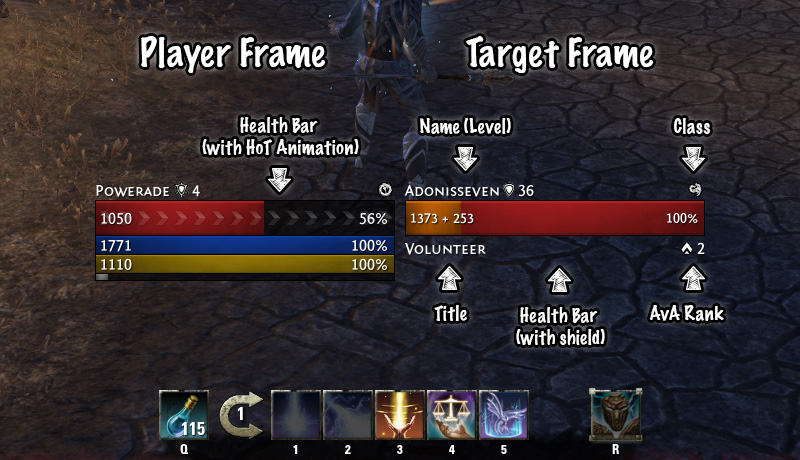 Player Frame
Target Frame
Health Bar
(with HoT Animation)
Name (Level)
Class
Powerade 4
Adonisseven 36
1050 56%
1373 + 253 100%
1771 100%
1110 100%
Volunteer 2
Title
Health Bar
(with shield)
AvA Rank
115
1
Q 1 2 3 4 5 R